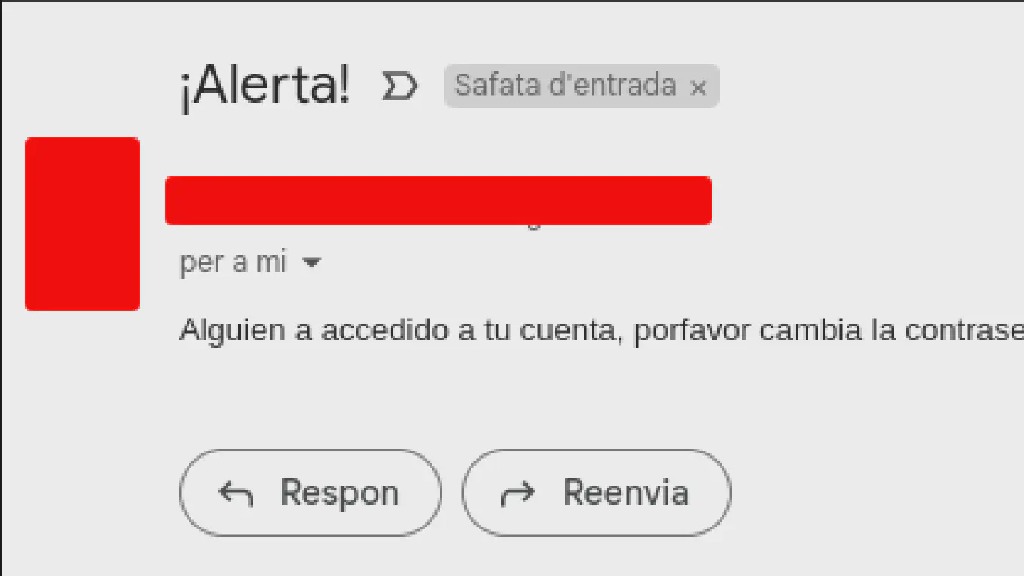 ¡Alerta! Safata d'entrada ×
per a mi
Alguien a accedido a tu cuenta, porfavor cambia la contrase
Respon Reenvia